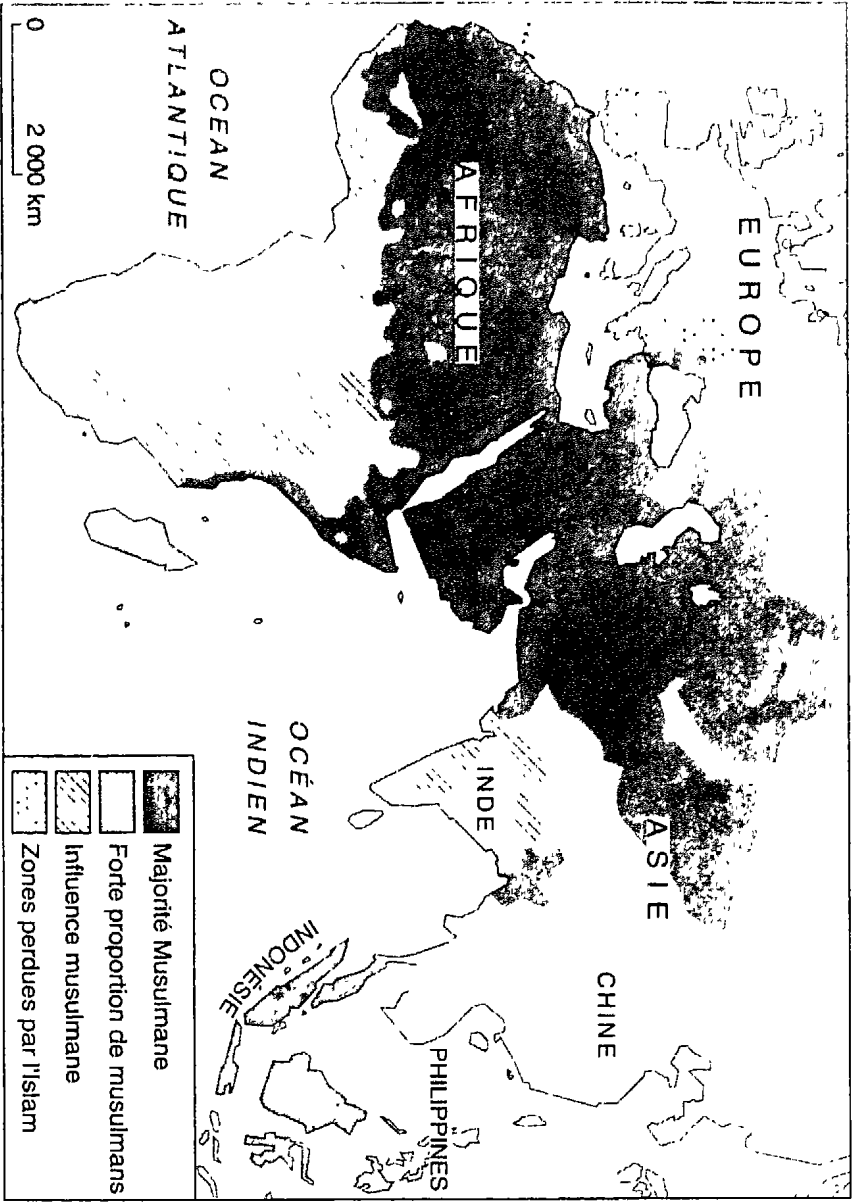 EUROPE
ASIE
CHINE
AFRIQUE
INDE
PHILIPPINES
INDONÉSIE
OCEAN
ATLANTIQUE
OCÉAN
INDIEN
0 2 000 km
Majorité Musulmane
Forte proportion de musulmans
Influence musulmane
Zones perdues par l'Islam